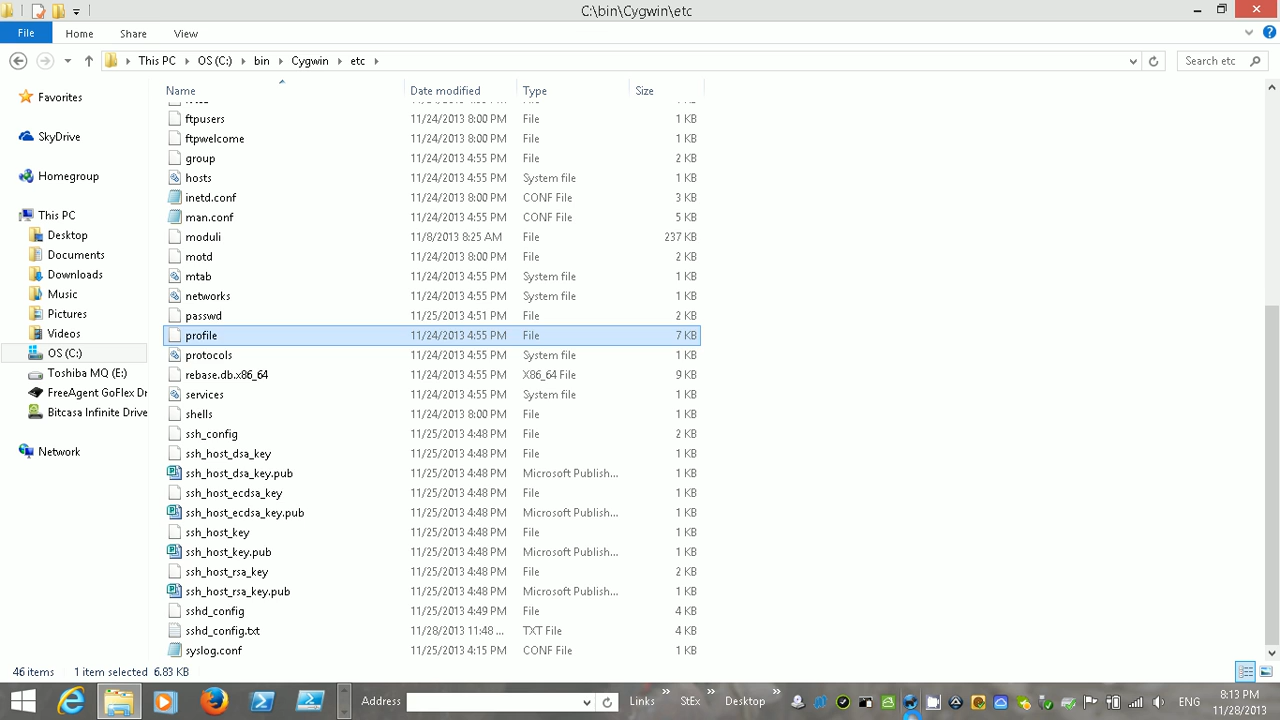 C:\bin\Cygwin\etc
File Home Share View
This PC OS (C:) bin Cygwin etc Search etc
Name Date modified Type Size
Favorites
SkyDrive
Homegroup
This PC
Desktop
Documents
Downloads
Music
Pictures
Videos
OS (C:)
Toshiba MQ (E:)
FreeAgent GoFlex Dr
Bitcasa Infinite Drive
Network
ftpusers 11/24/2013 8:00 PM File 1 KB
ftpwelcome 11/24/2013 8:00 PM File 1 KB
group 11/24/2013 4:55 PM File 2 KB
hosts 11/24/2013 4:55 PM System file 1 KB
inetd.conf 11/24/2013 8:00 PM CONF File 3 KB
man.conf 11/24/2013 4:55 PM CONF File 5 KB
moduli 11/8/2013 8:25 AM File 237 KB
motd 11/24/2013 8:00 PM File 2 KB
mtab 11/24/2013 4:55 PM System file 1 KB
networks 11/24/2013 4:55 PM System file 1 KB
passwd 11/25/2013 4:51 PM File 2 KB
profile 11/24/2013 4:55 PM File 7 KB
protocols 11/24/2013 4:55 PM System file 1 KB
rebase.db.x86_64 11/24/2013 4:55 PM X86_64 File 9 KB
services 11/24/2013 4:55 PM System file 1 KB
shells 11/24/2013 8:00 PM File 1 KB
ssh_config 11/25/2013 4:48 PM File 2 KB
ssh_host_dsa_key 11/25/2013 4:48 PM File 1 KB
ssh_host_dsa_key.pub 11/25/2013 4:48 PM Microsoft Publish... 1 KB
ssh_host_ecdsa_key 11/25/2013 4:48 PM File 1 KB
ssh_host_ecdsa_key.pub 11/25/2013 4:48 PM Microsoft Publish... 1 KB
ssh_host_key 11/25/2013 4:48 PM File 1 KB
ssh_host_key.pub 11/25/2013 4:48 PM Microsoft Publish... 1 KB
ssh_host_rsa_key 11/25/2013 4:48 PM File 2 KB
ssh_host_rsa_key.pub 11/25/2013 4:48 PM Microsoft Publish... 1 KB
sshd_config 11/25/2013 4:49 PM File 4 KB
sshd_config.txt 11/28/2013 11:48 ... TXT File 4 KB
syslog.conf 11/25/2013 4:15 PM CONF File 1 KB
46 items 1 item selected 6.83 KB
Address Links » StEx » Desktop » ENG
8:13 PM
11/28/2013